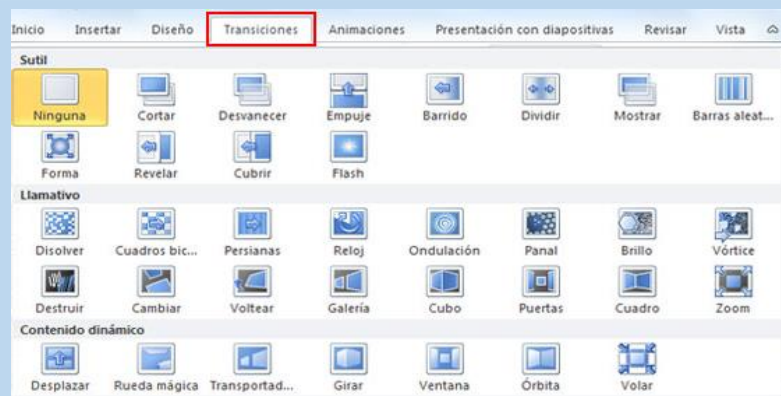 Inicio Insertar Diseño Transiciones Animaciones Presentación con diapositivas Revisar Vista
Sutil
Ninguna Cortar Desvanecer Empuje Barrido Dividir Mostrar Barras aleat...
Forma Revelar Cubrir Flash
Llamativo
Disolver Cuadros bic... Persianas Reloj Ondulación Panal Brillo Vórtice
Destruir Cambiar Voltear Galería Cubo Puertas Cuadro Zoom
Contenido dinámico
Desplazar Rueda mágica Transportad... Girar Ventana Órbita Volar